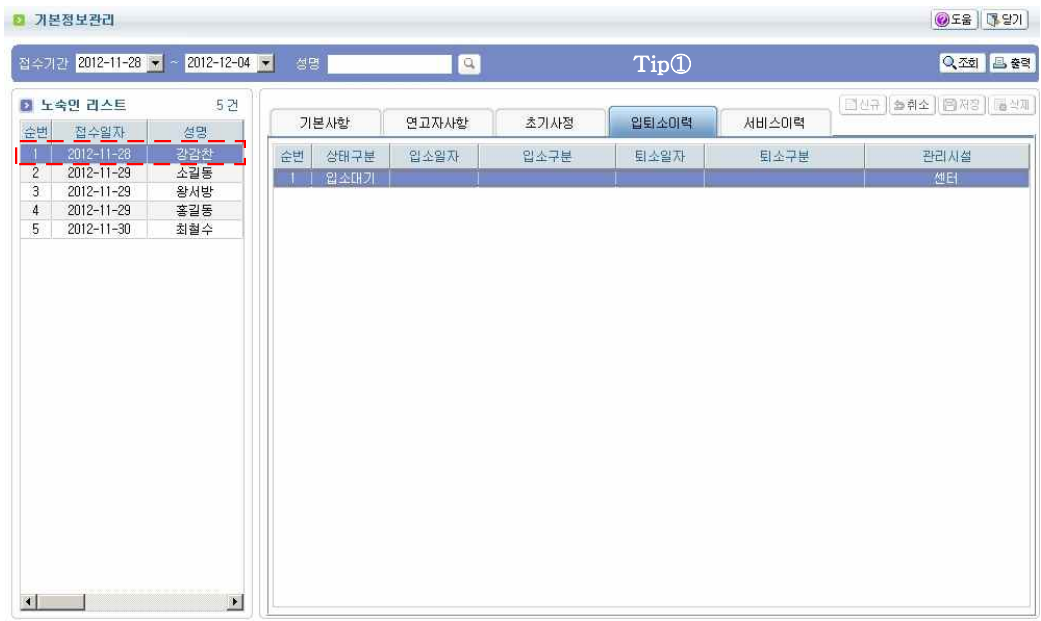 기본정보관리 도움 닫기
접수기간 2012-11-28 ~ 2012-12-04 성명 Tip① 조회 출력
노숙인 리스트 5 건
순번 접수일자 성명
1 2012-11-28 강감찬
2 2012-11-29 소길동
3 2012-11-29 왕서방
4 2012-11-29 홍길동
5 2012-11-30 최철수
신규 취소 저장 삭제
기본사항 연고자사항 초기사정 입퇴소이력 서비스이력
순번 상태구분 입소일자 입소구분 퇴소일자 퇴소구분 관리시설
1 입소대기 센터